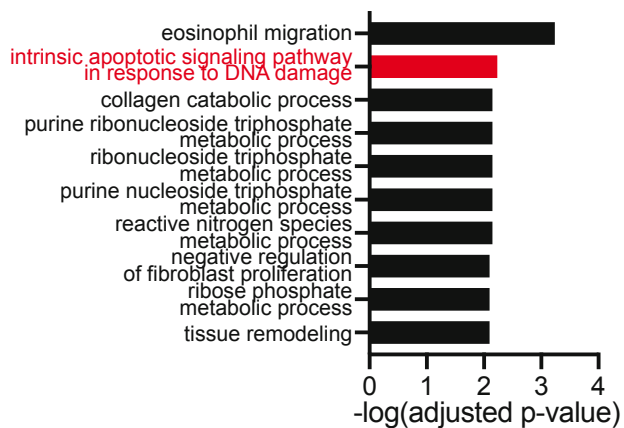 eosinophil migration
intrinsic apoptotic signaling pathway
in response to DNA damage
collagen catabolic process
purine ribonucleoside triphosphate
metabolic process
ribonucleoside triphosphate
metabolic process
purine nucleoside triphosphate
metabolic process
reactive nitrogen species
metabolic process
negative regulation
of fibroblast proliferation
ribose phosphate
metabolic process
tissue remodeling
0 1 2 3 4
-log(adjusted p-value)